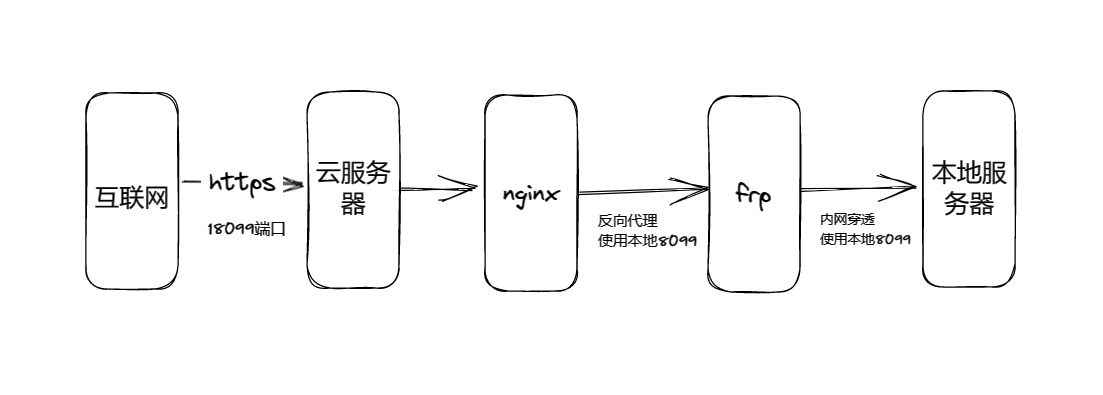 互联网
https
18099端口
云服务
器
nginx
反向代理
使用本地8099
frp
内网穿透
使用本地8099
本地服
务器